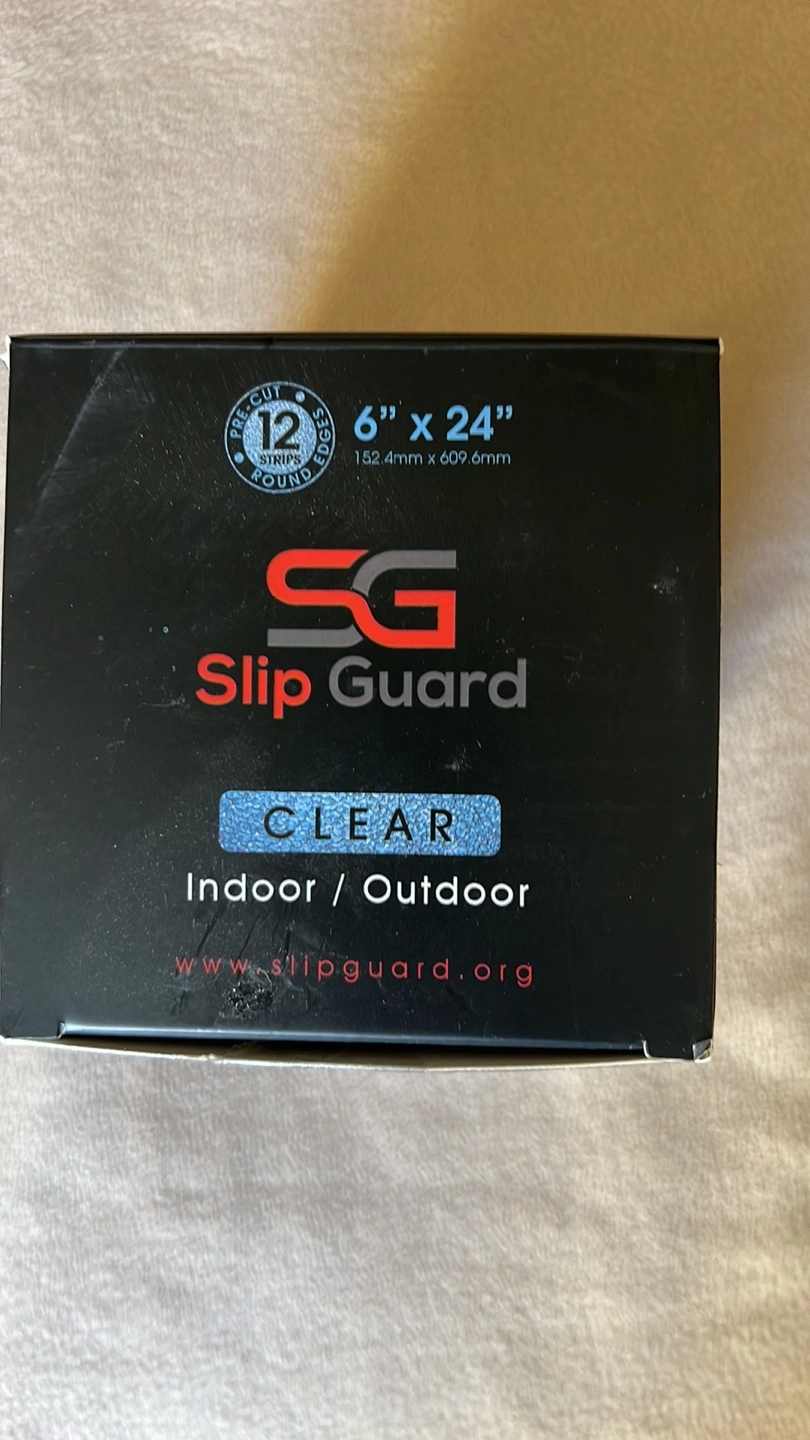 PRE-CUT
12
STRIPS
ROUND EDGES
6” x 24”
152.4mm x 609.6mm
SG
Slip Guard
CLEAR
Indoor / Outdoor
www.slipguard.org